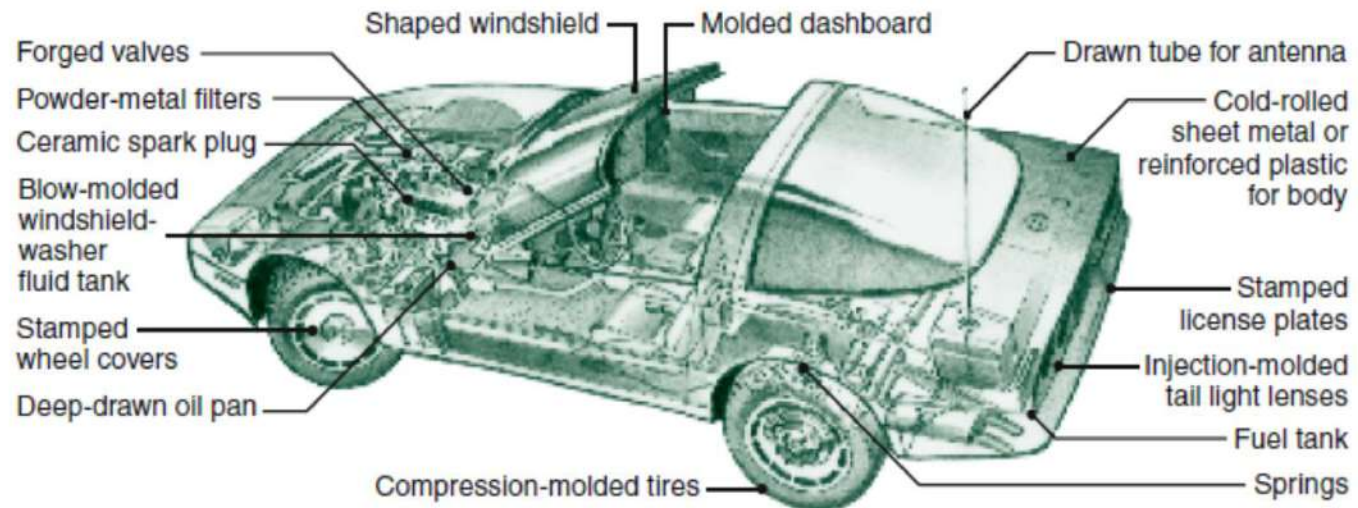 Shaped windshield
Molded dashboard
Forged valves
Powder-metal filters
Ceramic spark plug
Blow-molded
windshield-
washer
fluid tank
Stamped
wheel covers
Deep-drawn oil pan
Compression-molded tires
Drawn tube for antenna
Cold-rolled
sheet metal or
reinforced plastic
for body
Stamped
license plates
Injection-molded
tail light lenses
Fuel tank
Springs